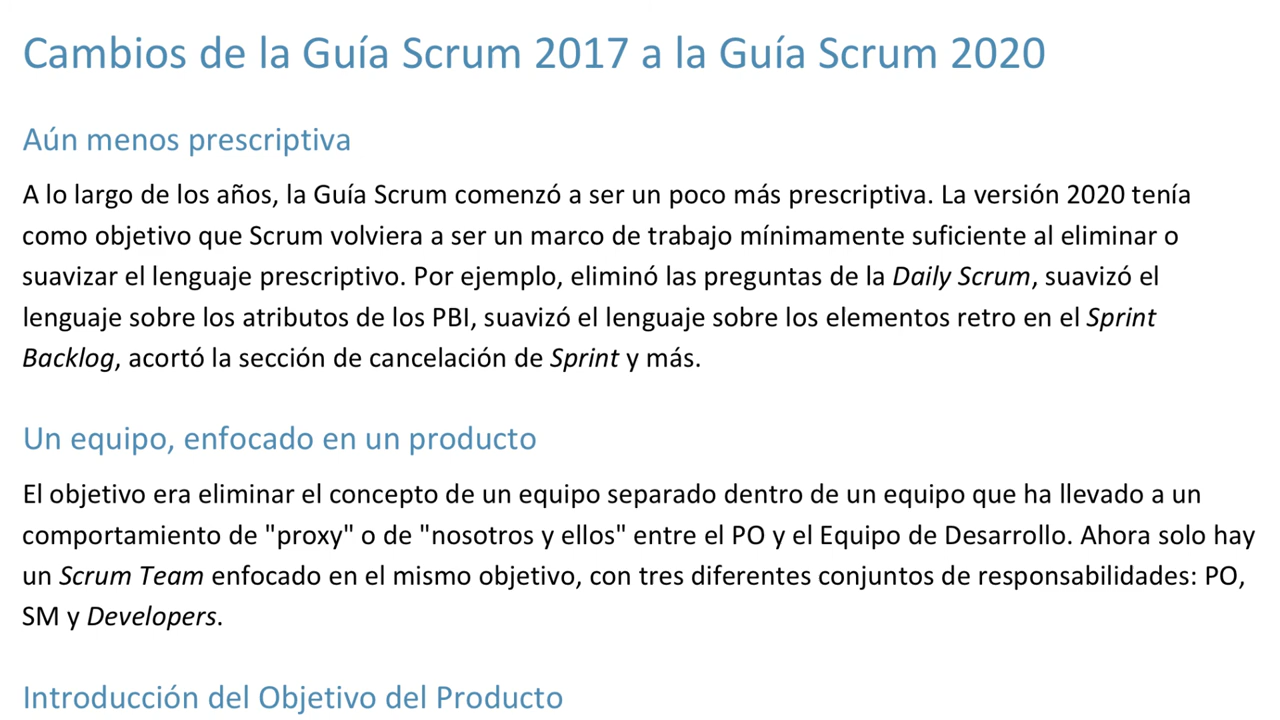 Cambios de la Guía Scrum 2017 a la Guía Scrum 2020
Aún menos prescriptiva
A lo largo de los años, la Guía Scrum comenzó a ser un poco más prescriptiva. La versión 2020 tenía
como objetivo que Scrum volviera a ser un marco de trabajo mínimamente suficiente al eliminar o
suavizar el lenguaje prescriptivo. Por ejemplo, eliminó las preguntas de la Daily Scrum, suavizó el
lenguaje sobre los atributos de los PBI, suavizó el lenguaje sobre los elementos retro en el Sprint
Backlog, acortó la sección de cancelación de Sprint y más.
Un equipo, enfocado en un producto
El objetivo era eliminar el concepto de un equipo separado dentro de un equipo que ha llevado a un
comportamiento de "proxy" o de "nosotros y ellos" entre el PO y el Equipo de Desarrollo. Ahora solo hay
un Scrum Team enfocado en el mismo objetivo, con tres diferentes conjuntos de responsabilidades: PO,
SM y Developers.
Introducción del Objetivo del Producto